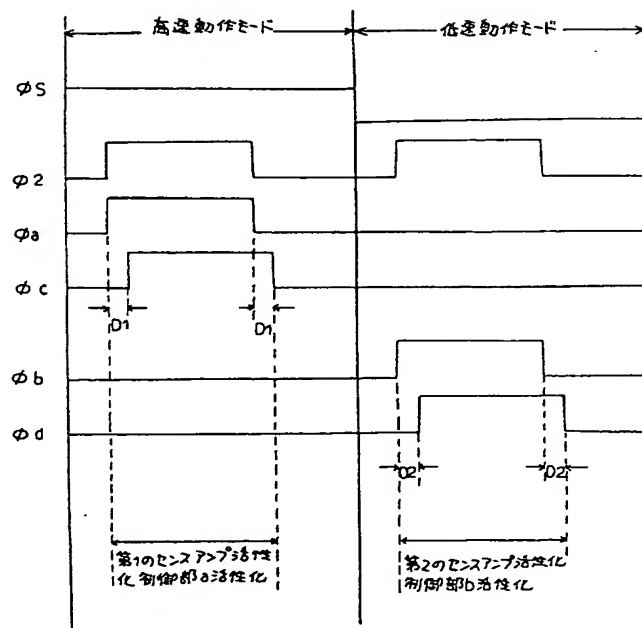 高速動作モード
低速動作モード
φS
φ2
φa
φc
D1
D1
φb
φd
D2
D2
第1のセンスアンプ活性
化制御部a活性化
第2のセンスアンプ活性化
制御部b活性化